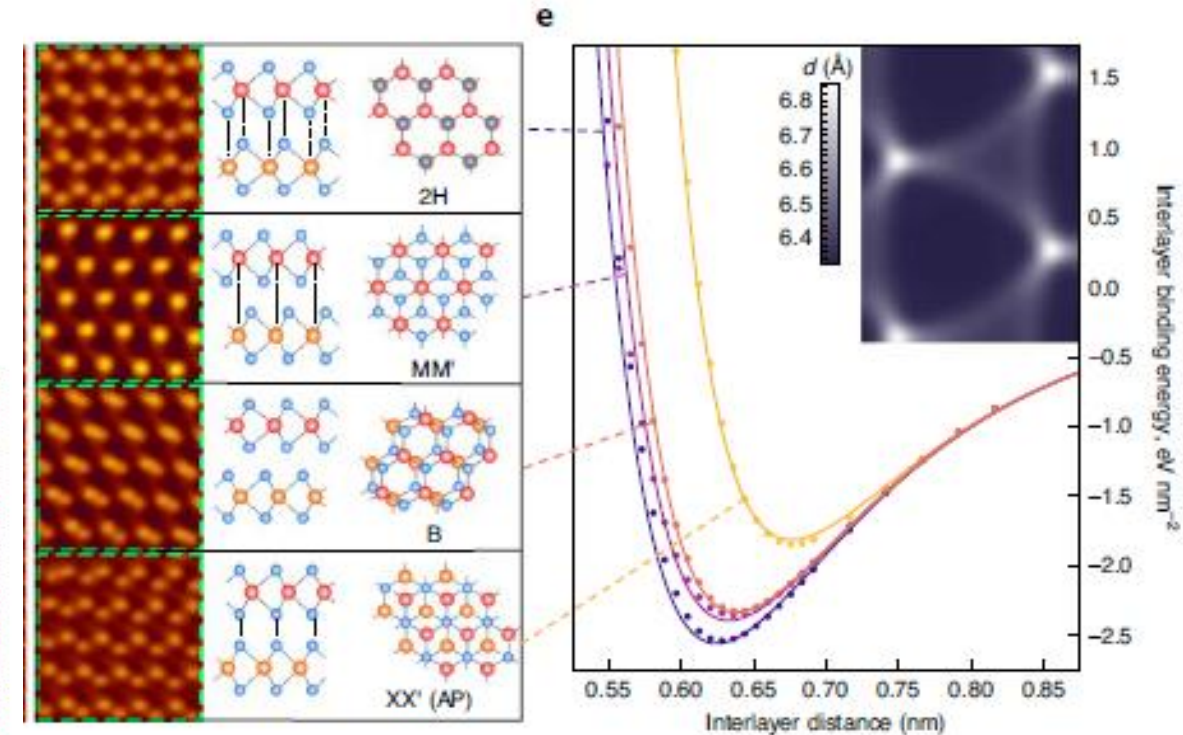 e
2H
MM'
B
XX' (AP)
d (Å)
6.8
6.7
6.6
6.5
6.4
1.5
1.0
0.5
0.0
−0.5
−1.0
−1.5
−2.0
−2.5
Interlayer binding energy, eV nm−2
0.55 0.60 0.65 0.70 0.75 0.80 0.85
Interlayer distance (nm)